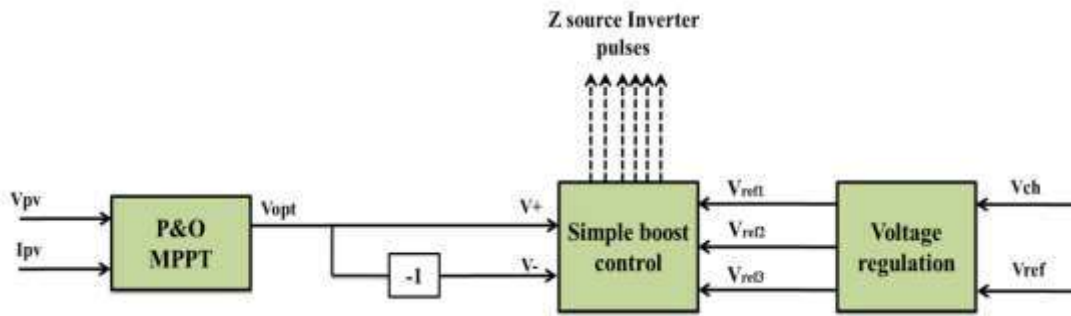 Z source Inverter
pulses
Vpv
Ipv
P&O
MPPT
Vopt
-1
V+
V-
Simple boost
control
Vref1
Vref2
Vref3
Voltage
regulation
Vch
Vref